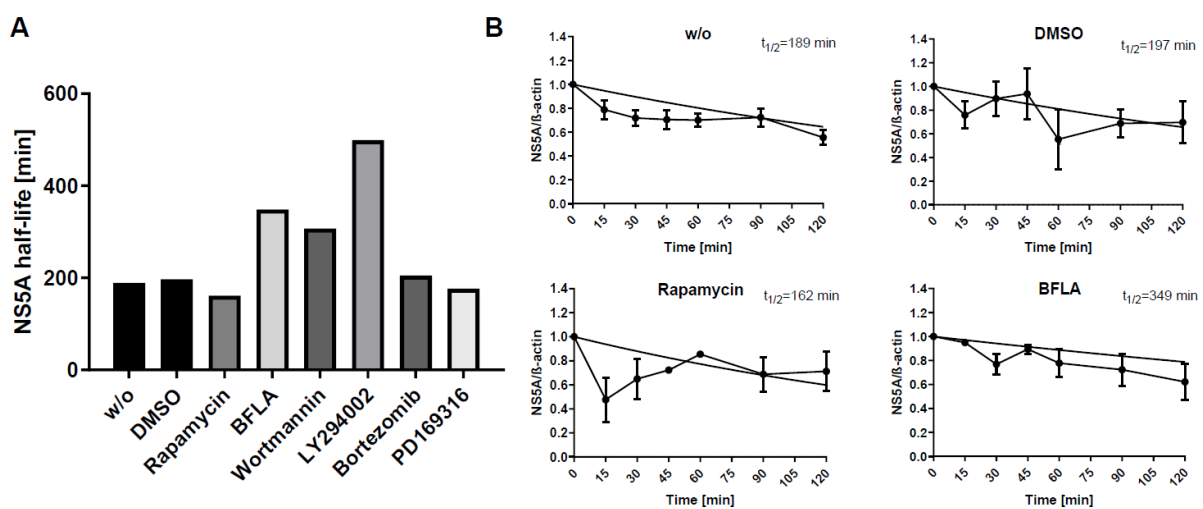 A
NS5A half-life [min]
600
400
200
0
w/o
DMSO
Rapamycin
BFLA
Wortmannin
LY294002
Bortezomib
PD169316
B
w/o
t1/2=189 min
NS5A/ß-actin
1.4
1.2
1.0
0.8
0.6
0.4
0.2
0.0
0 15 30 45 60 75 90 105 120
Time [min]
DMSO
t1/2=197 min
NS5A/ß-actin
1.4
1.2
1.0
0.8
0.6
0.4
0.2
0.0
0 15 30 45 60 75 90 105 120
Time [min]
Rapamycin
t1/2=162 min
NS5A/ß-actin
1.4
1.2
1.0
0.8
0.6
0.4
0.2
0.0
0 15 30 45 60 75 90 105 120
Time [min]
BFLA
t1/2=349 min
NS5A/ß-actin
1.4
1.2
1.0
0.8
0.6
0.4
0.2
0.0
0 15 30 45 60 75 90 105 120
Time [min]